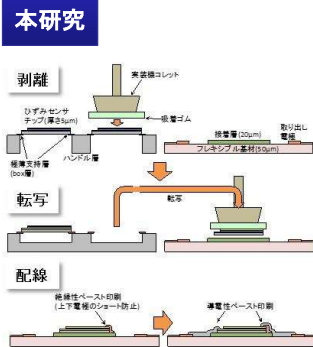 本研究
剥離
実装機コレット
ひずみセンサ
チップ(厚さ5μm)
吸着ゴム
接着層(20μm)
取り出し
電極
フレキシブル基材(50μm)
極薄支持層
(box層)
ハンドル層
転写
転写
配線
絶縁性ペースト印刷
(上下電極のショート防止)
導電性ペースト印刷